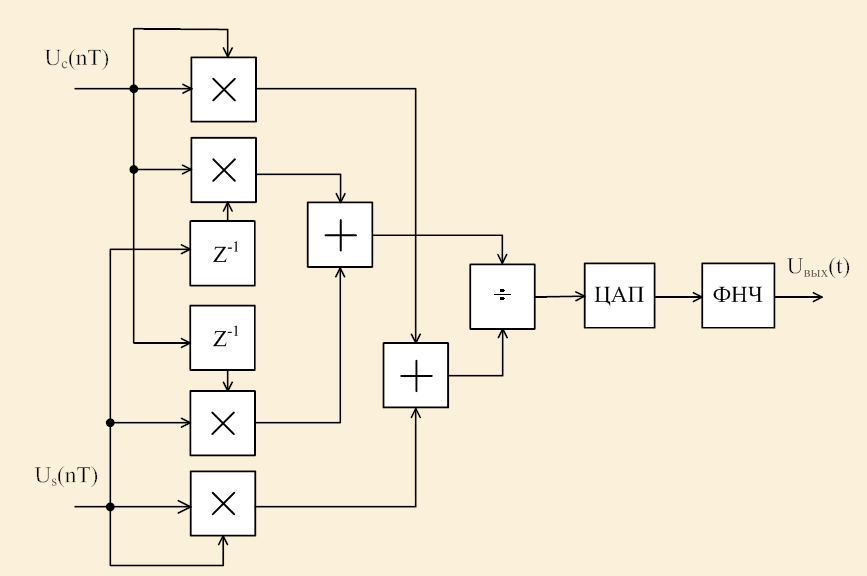 Uc(nT)
×
×
Z-1
+
÷
ЦАП
ФНЧ
Uвых(t)
Z-1
+
×
Us(nT)
×